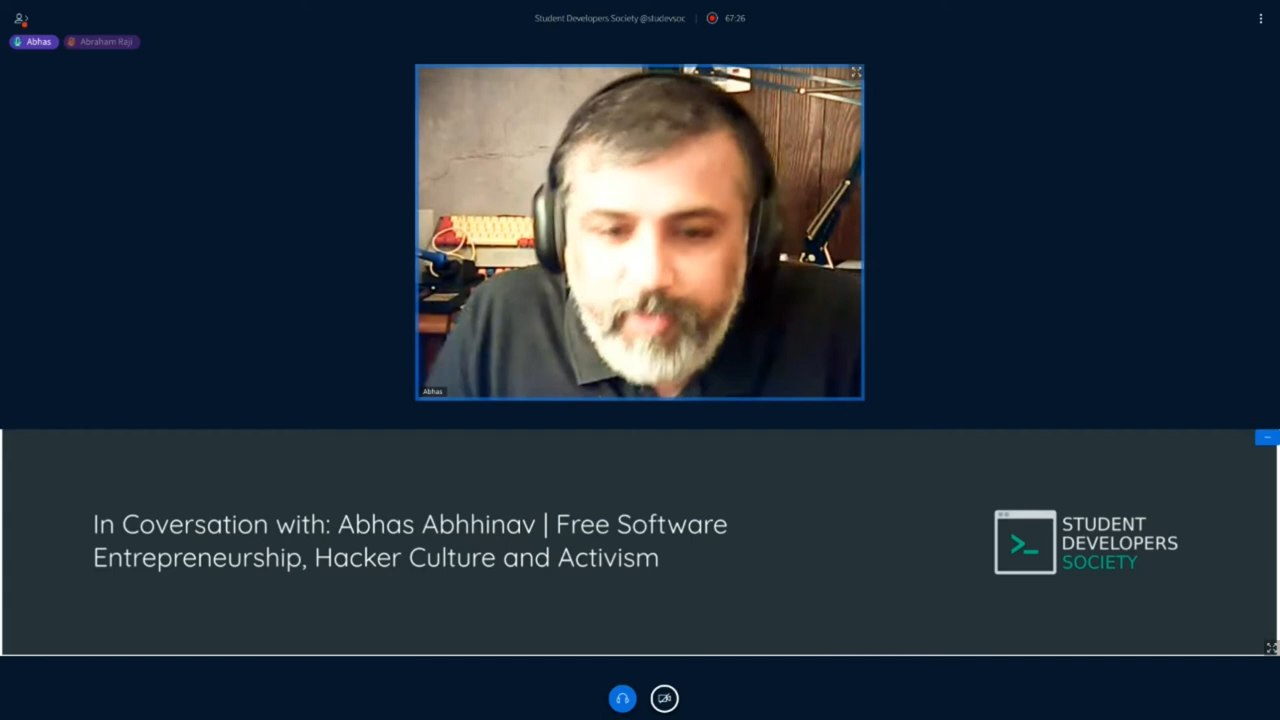 Student Developers Society @studevsoc
67:26
Abhas
Abraham Raji
Abhas
In Coversation with: Abhas Abhhinav | Free Software
Entrepreneurship, Hacker Culture and Activism
>_
STUDENT
DEVELOPERS
SOCIETY